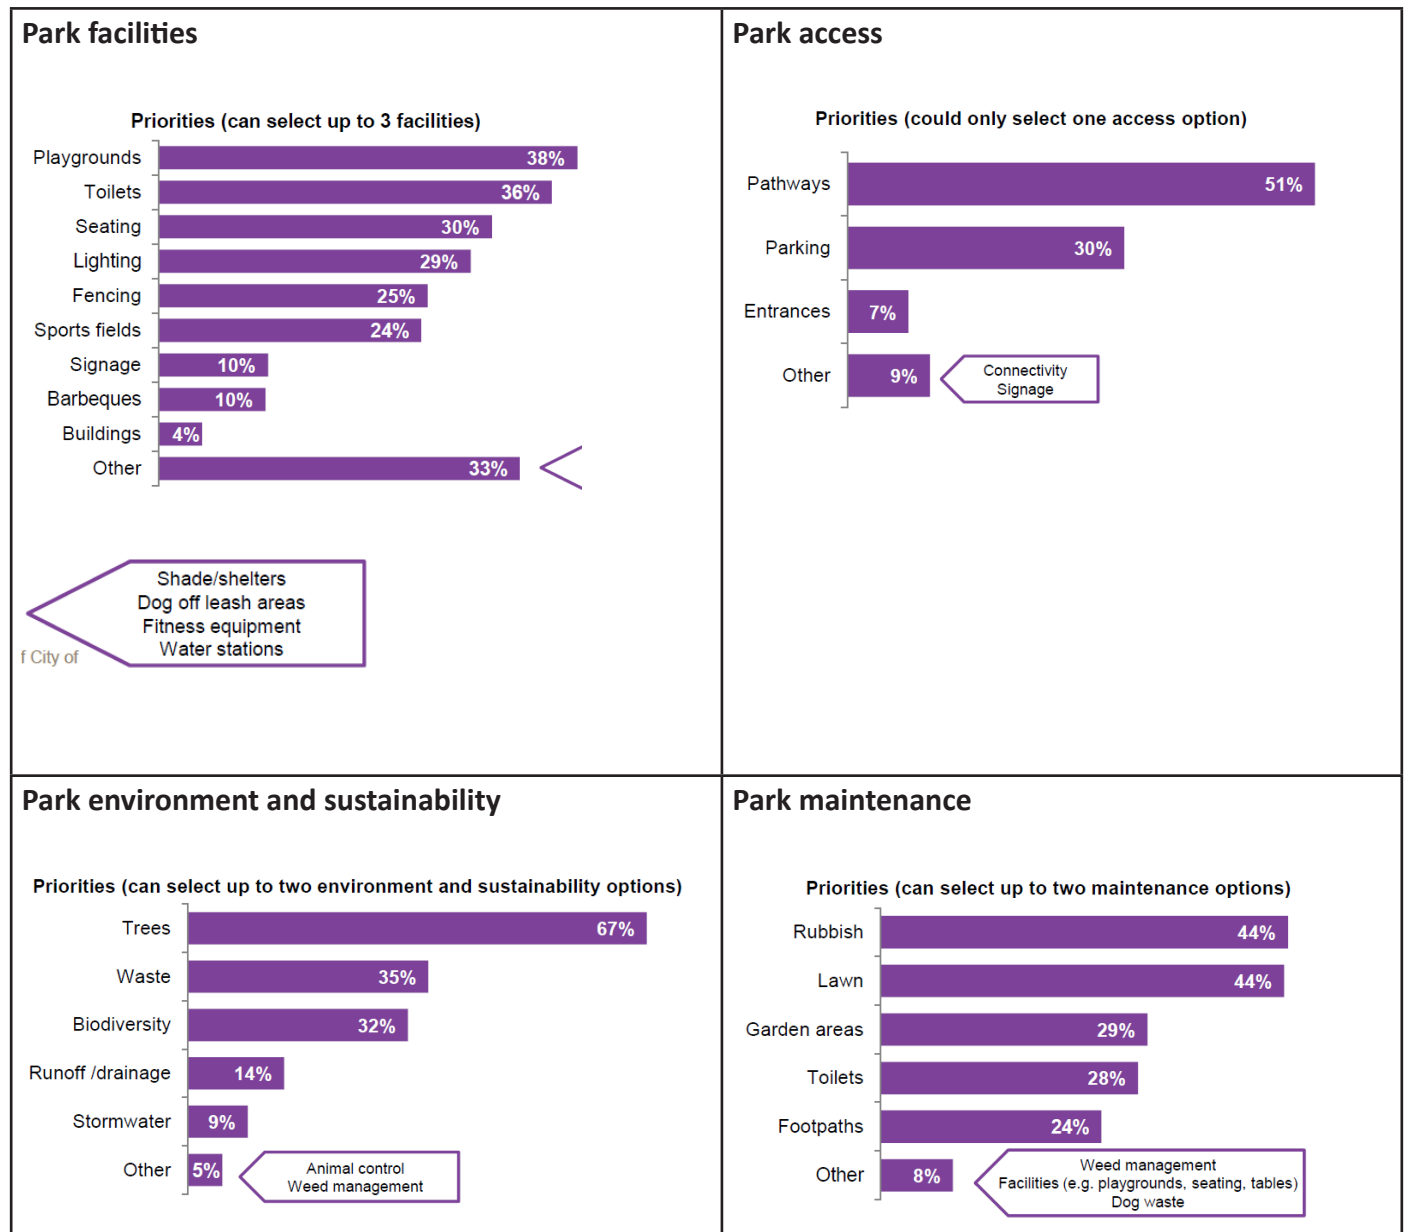 Park facilities
Priorities (can select up to 3 facilities)
Playgrounds 38%
Toilets 36%
Seating 30%
Lighting 29%
Fencing 25%
Sports fields 24%
Signage 10%
Barbeques 10%
Buildings 4%
Other 33%
Shade/shelters
Dog off leash areas
Fitness equipment
Water stations
f City of
Park access
Priorities (could only select one access option)
Pathways 51%
Parking 30%
Entrances 7%
Other 9%
Connectivity
Signage
Park environment and sustainability
Priorities (can select up to two environment and sustainability options)
Trees 67%
Waste 35%
Biodiversity 32%
Runoff /drainage 14%
Stormwater 9%
Other 5%
Animal control
Weed management
Park maintenance
Priorities (can select up to two maintenance options)
Rubbish 44%
Lawn 44%
Garden areas 29%
Toilets 28%
Footpaths 24%
Other 8%
Weed management
Facilities (e.g. playgrounds, seating, tables)
Dog waste